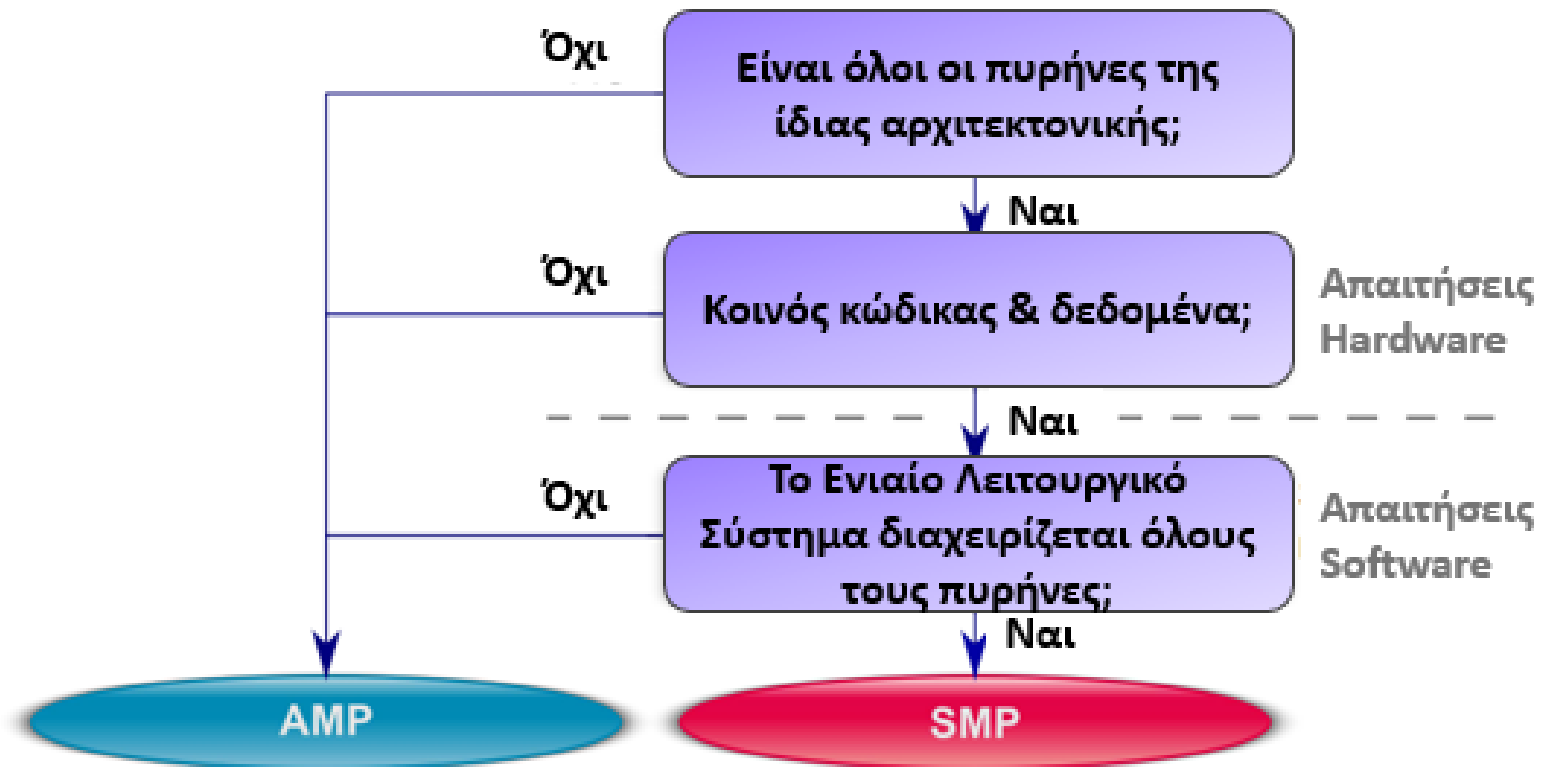 Όχι
Είναι όλοι οι πυρήνες της
ίδιας αρχιτεκτονικής;
Ναι
Όχι
Κοινός κώδικας & δεδομένα;
Απαιτήσεις
Hardware
Ναι
Όχι
Το Ενιαίο Λειτουργικό
Σύστημα διαχειρίζεται όλους
τους πυρήνες;
Απαιτήσεις
Software
Ναι
AMP
SMP